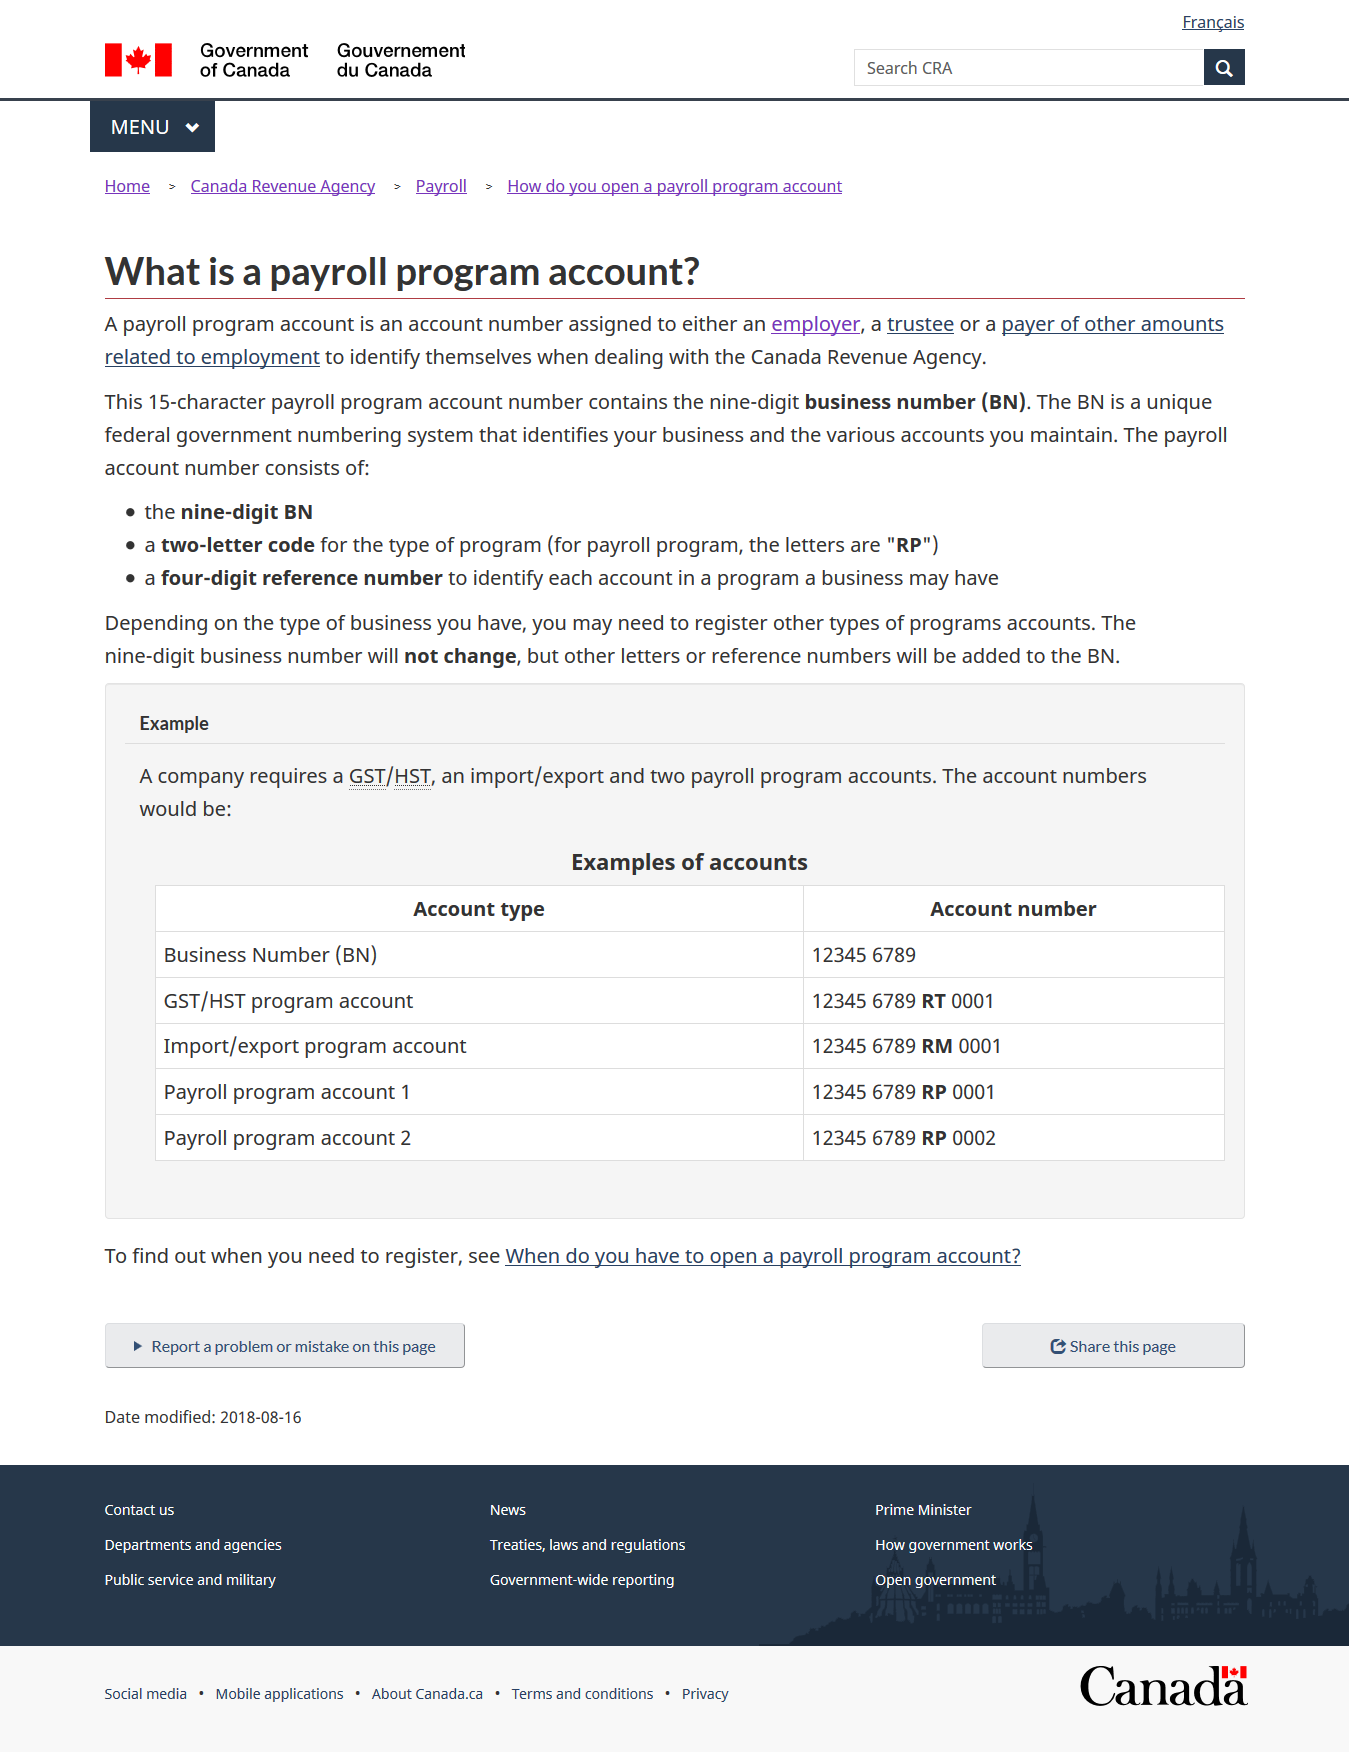 Français
Government
of Canada
Gouvernement
du Canada
Search CRA
MENU
Home > Canada Revenue Agency > Payroll > How do you open a payroll program account
What is a payroll program account?
A payroll program account is an account number assigned to either an employer, a trustee or a payer of other amounts
related to employment to identify themselves when dealing with the Canada Revenue Agency.
This 15-character payroll program account number contains the nine-digit business number (BN). The BN is a unique
federal government numbering system that identifies your business and the various accounts you maintain. The payroll
account number consists of:
• the nine-digit BN
• a two-letter code for the type of program (for payroll program, the letters are "RP")
• a four-digit reference number to identify each account in a program a business may have
Depending on the type of business you have, you may need to register other types of programs accounts. The
nine-digit business number will not change, but other letters or reference numbers will be added to the BN.
Example
A company requires a GST/HST, an import/export and two payroll program accounts. The account numbers
would be:
Examples of accounts
Account type Account number
Business Number (BN) 12345 6789
GST/HST program account 12345 6789 RT 0001
Import/export program account 12345 6789 RM 0001
Payroll program account 1 12345 6789 RP 0001
Payroll program account 2 12345 6789 RP 0002
To find out when you need to register, see When do you have to open a payroll program account?
Report a problem or mistake on this page
Share this page
Date modified: 2018-08-16
Contact us News Prime Minister
Departments and agencies Treaties, laws and regulations How government works
Public service and military Government-wide reporting Open government
Social media • Mobile applications • About Canada.ca • Terms and conditions • Privacy
Canada